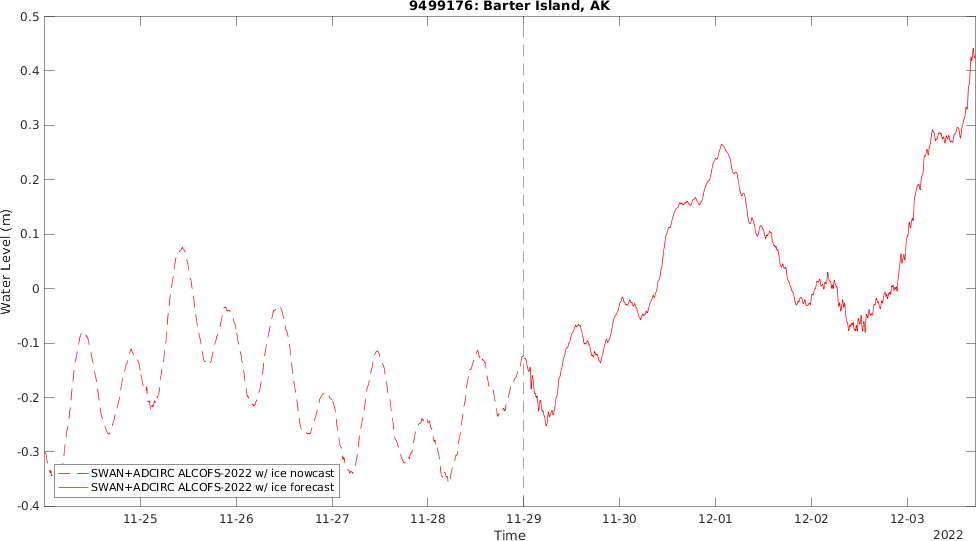 9499176: Barter Island, AK
0.5
0.4
0.3
0.2
0.1
0
-0.1
-0.2
-0.3
-0.4
Water Level (m)
SWAN+ADCIRC ALCOFS-2022 w/ ice nowcast
SWAN+ADCIRC ALCOFS-2022 w/ ice forecast
11-25 11-26 11-27 11-28 11-29 11-30 12-01 12-02 12-03
Time
2022